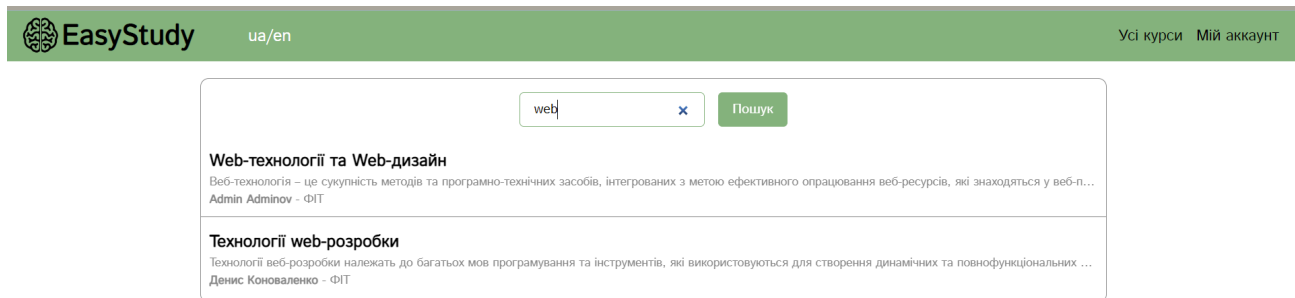 EasyStudy ua/en Усі курси Мій аккаунт
web × Пошук
Web-технології та Web-дизайн
Веб-технологія – це сукупність методів та програмно-технічних засобів, інтегрованих з метою ефективного опрацювання веб-ресурсів, які знаходяться у веб-п...
Admin Adminov - ФІТ
Технології web-розробки
Технології веб-розробки належать до багатьох мов програмування та інструментів, які використовуються для створення динамічних та повнофункціональних ...
Денис Коноваленко - ФІТ